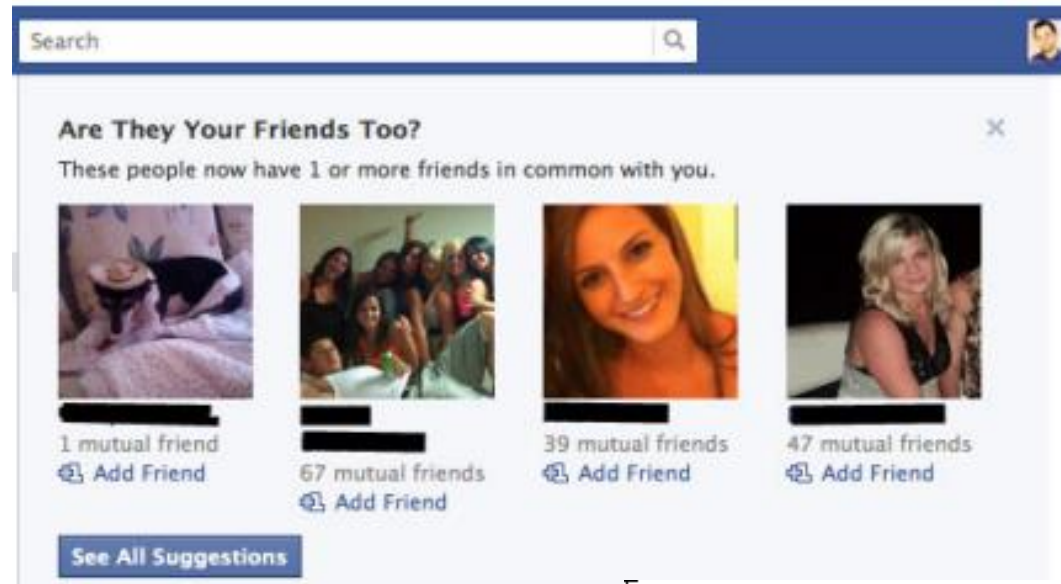 Search
Are They Your Friends Too?
These people now have 1 or more friends in common with you.
1 mutual friend
Add Friend
67 mutual friends
Add Friend
39 mutual friends
Add Friend
47 mutual friends
Add Friend
See All Suggestions